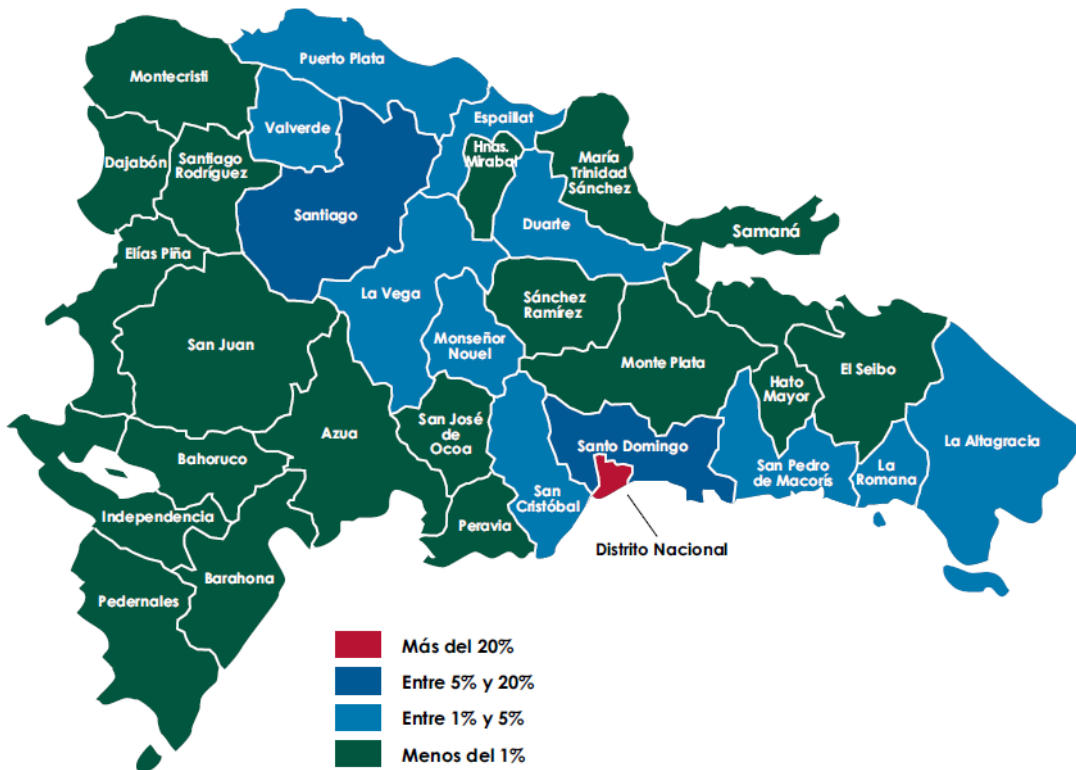 Puerto Plata
Montecristi
Espaillat
Valverde
Hnas.
Mirabal
Dajabón
Santiago
Rodríguez
María
Trinidad
Sánchez
Santiago
Duarte
Samaná
Elías Piña
La Vega
Sánchez
Ramírez
San Juan
Monseñor
Nouel
Monte Plata
El Seibo
Hato
Mayor
San José
de
Ocoa
Azua
La Altagracia
Santo Domingo
Bahoruco
San Pedro
de Macorís
La
Romana
San
Cristóbal
Independencia
Peravia
Distrito Nacional
Barahona
Pedernales
Más del 20%
Entre 5% y 20%
Entre 1% y 5%
Menos del 1%